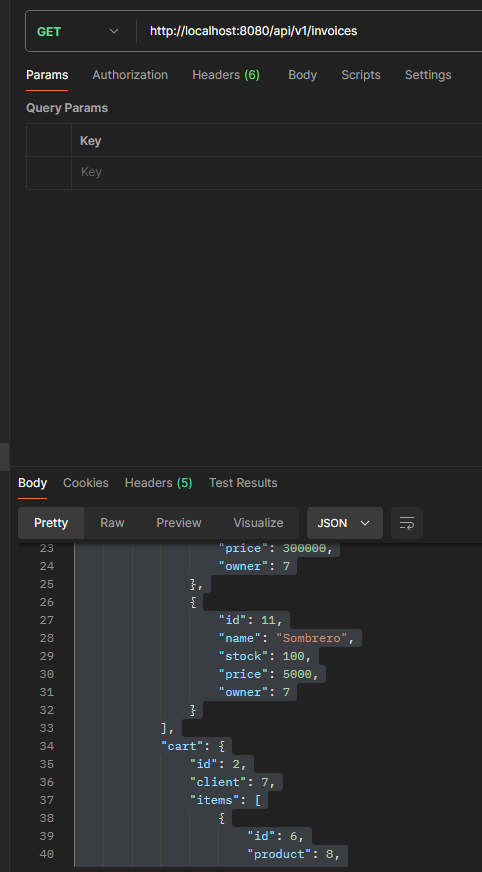 GET http://localhost:8080/api/v1/invoices
Params Authorization Headers (6) Body Scripts Settings
Query Params
Key
Key
Body Cookies Headers (5) Test Results
Pretty Raw Preview Visualize JSON
23 "price": 300000,
24 "owner": 7
25 },
26 {
27 "id": 11,
28 "name": "Sombrero",
29 "stock": 100,
30 "price": 5000,
31 "owner": 7
32 }
33 ],
34 "cart": {
35 "id": 2,
36 "client": 7,
37 "items": [
38 {
39 "id": 6,
40 "product": 8,